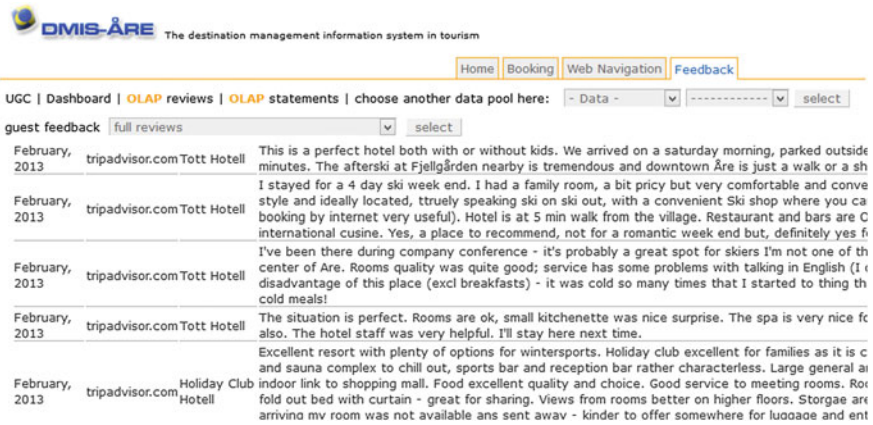 DMIS-ÅRE The destination management information system in tourism
Home Booking Web Navigation Feedback
UGC | Dashboard | OLAP reviews | OLAP statements | choose another data pool here: - Data - ------------ select
guest feedback full reviews select
February, 2013 tripadvisor.com Tott Hotell
This is a perfect hotel both with or without kids. We arrived on a saturday morning, parked outside
minutes. The afterski at Fjellgården nearby is tremendous and downtown Åre is just a walk or a sh
February, 2013 tripadvisor.com Tott Hotell
I stayed for a 4 day ski week end. I had a family room, a bit pricy but very comfortable and conve
style and ideally located, ttruely speaking ski on ski out, with a convenient Ski shop where you ca
booking by internet very useful). Hotel is at 5 min walk from the village. Restaurant and bars are O
international cusine. Yes, a place to recommend, not for a romantic week end but, definitely yes f
February, 2013 tripadvisor.com Tott Hotell
I've been there during company conference - it's probably a great spot for skiers I'm not one of th
center of Are. Rooms quality was quite good; service has some problems with talking in English (I
disadvantage of this place (excl breakfasts) - it was cold so many times that I started to thing th
cold meals!
February, 2013 tripadvisor.com Tott Hotell
The situation is perfect. Rooms are ok, small kitchenette was nice surprise. The spa is very nice fo
also. The hotel staff was very helpful. I'll stay here next time.
February, 2013 tripadvisor.com Holiday Club Hotell
Excellent resort with plenty of options for wintersports. Holiday club excellent for families as it is c
and sauna complex to chill out, sports bar and reception bar rather characterless. Large general a
indoor link to shopping mall. Food excellent quality and choice. Good service to meeting rooms. Roo
fold out bed with curtain - great for sharing. Views from rooms better on higher floors. Storgae are
arriving my room was not available ans sent away - kinder to offer somewhere for luggage and ent